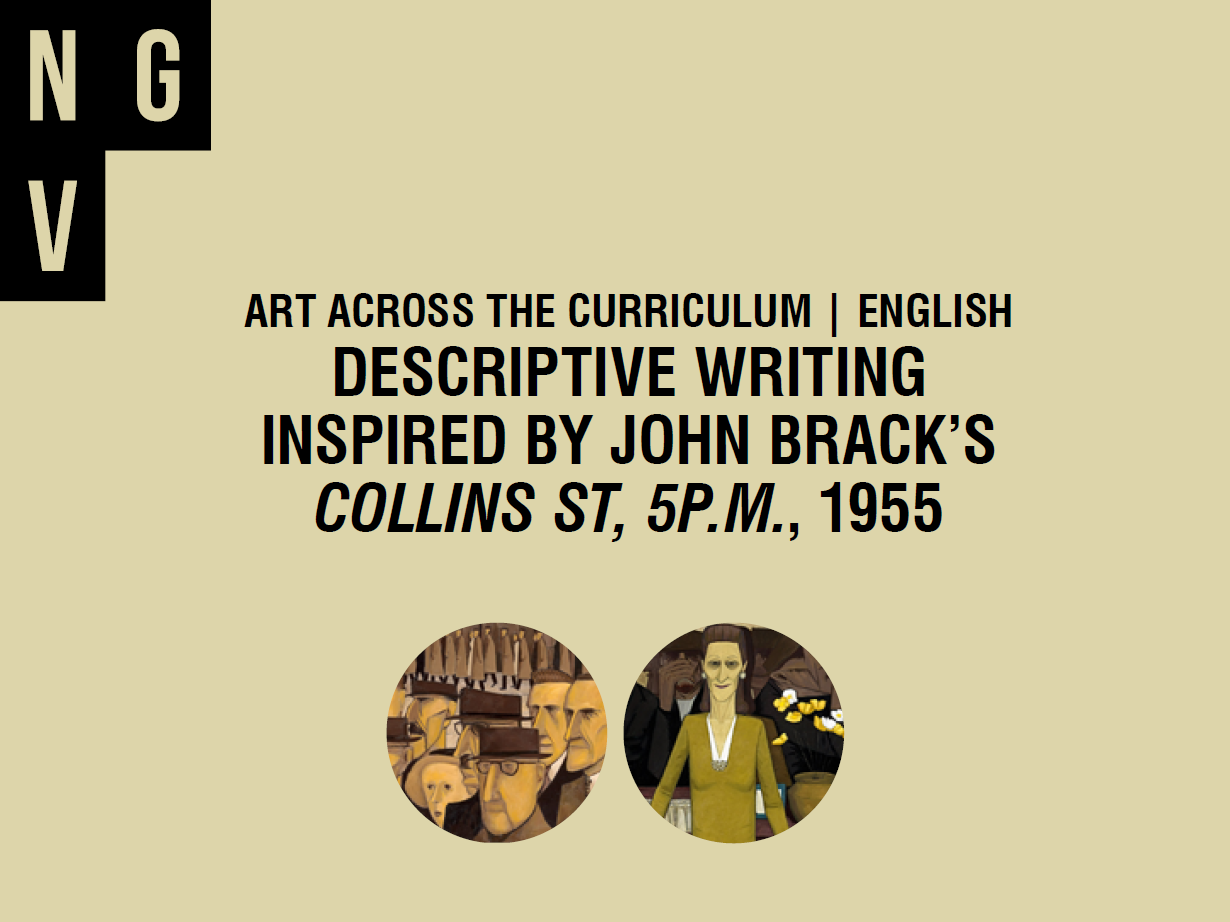 N G
V
ART ACROSS THE CURRICULUM | ENGLISH
DESCRIPTIVE WRITING
INSPIRED BY JOHN BRACK’S
COLLINS ST, 5P.M., 1955